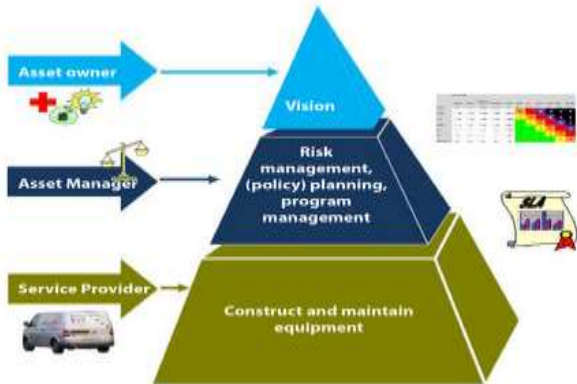 Asset owner
Vision
Asset Manager
Risk
management,
(policy) planning,
program
management
SLA
Service Provider
Construct and maintain
equipment